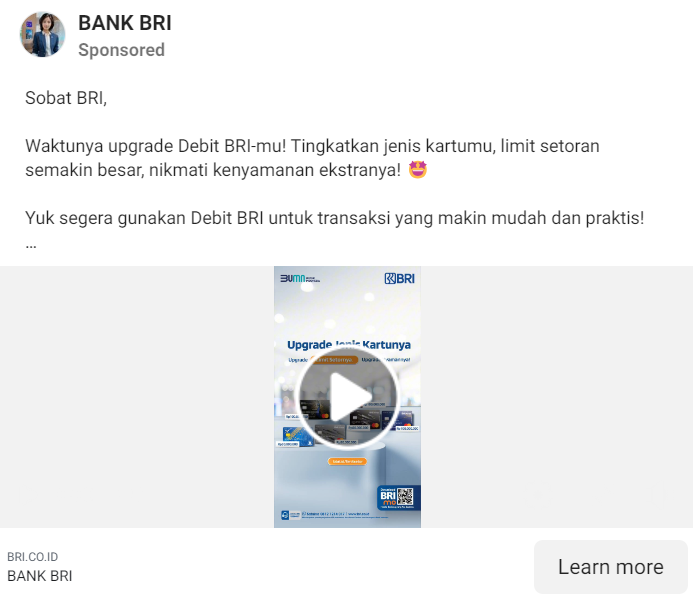 BANK BRI
Sponsored
Sobat BRI,
Waktunya upgrade Debit BRI-mu! Tingkatkan jenis kartumu, limit setoran
semakin besar, nikmati kenyamanan ekstranya! 🤩
Yuk segera gunakan Debit BRI untuk transaksi yang makin mudah dan praktis!
...
BUMN
BRI
Upgrade Jenis Kartunya
Upgrade
BRI
mo
BRI.CO.ID
BANK BRI
Learn more